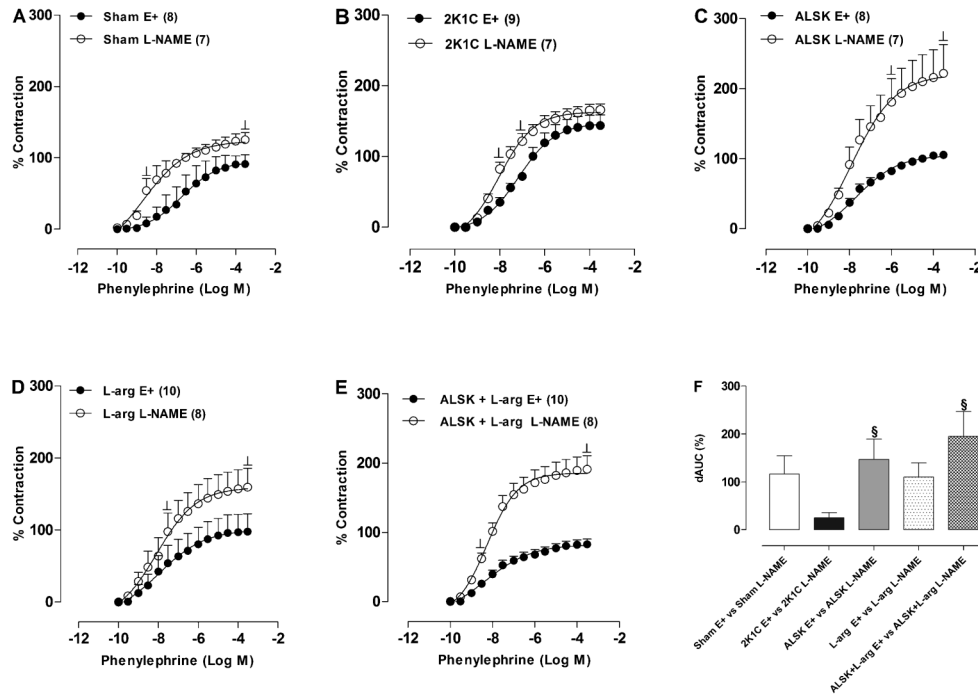 A
Sham E+ (8)
Sham L-NAME (7)
% Contraction
300
200
100
0
⊥
⊥
-12 -10 -8 -6 -4 -2
Phenylephrine (Log M)
B
2K1C E+ (9)
2K1C L-NAME (7)
% Contraction
300
200
100
0
⊥
⊥
-12 -10 -8 -6 -4 -2
Phenylephrine (Log M)
C
ALSK E+ (8)
ALSK L-NAME (7)
% Contraction
300
200
100
0
⊥
⊥
-12 -10 -8 -6 -4 -2
Phenylephrine (Log M)
D
L-arg E+ (10)
L-arg L-NAME (8)
% Contraction
300
200
100
0
⊥
⊥
-12 -10 -8 -6 -4 -2
Phenylephrine (Log M)
E
ALSK + L-arg E+ (10)
ALSK + L-arg L-NAME (8)
% Contraction
300
200
100
0
⊥
⊥
-12 -10 -8 -6 -4 -2
Phenylephrine (Log M)
F
dAUC (%)
300
200
100
0
§
§
Sham E+ vs Sham L-NAME
2K1C E+ vs 2K1C L-NAME
ALSK E+ vs ALSK L-NAME
L-arg E+ vs L-arg L-NAME
ALSK+L-arg E+ vs ALSK+L-arg L-NAME